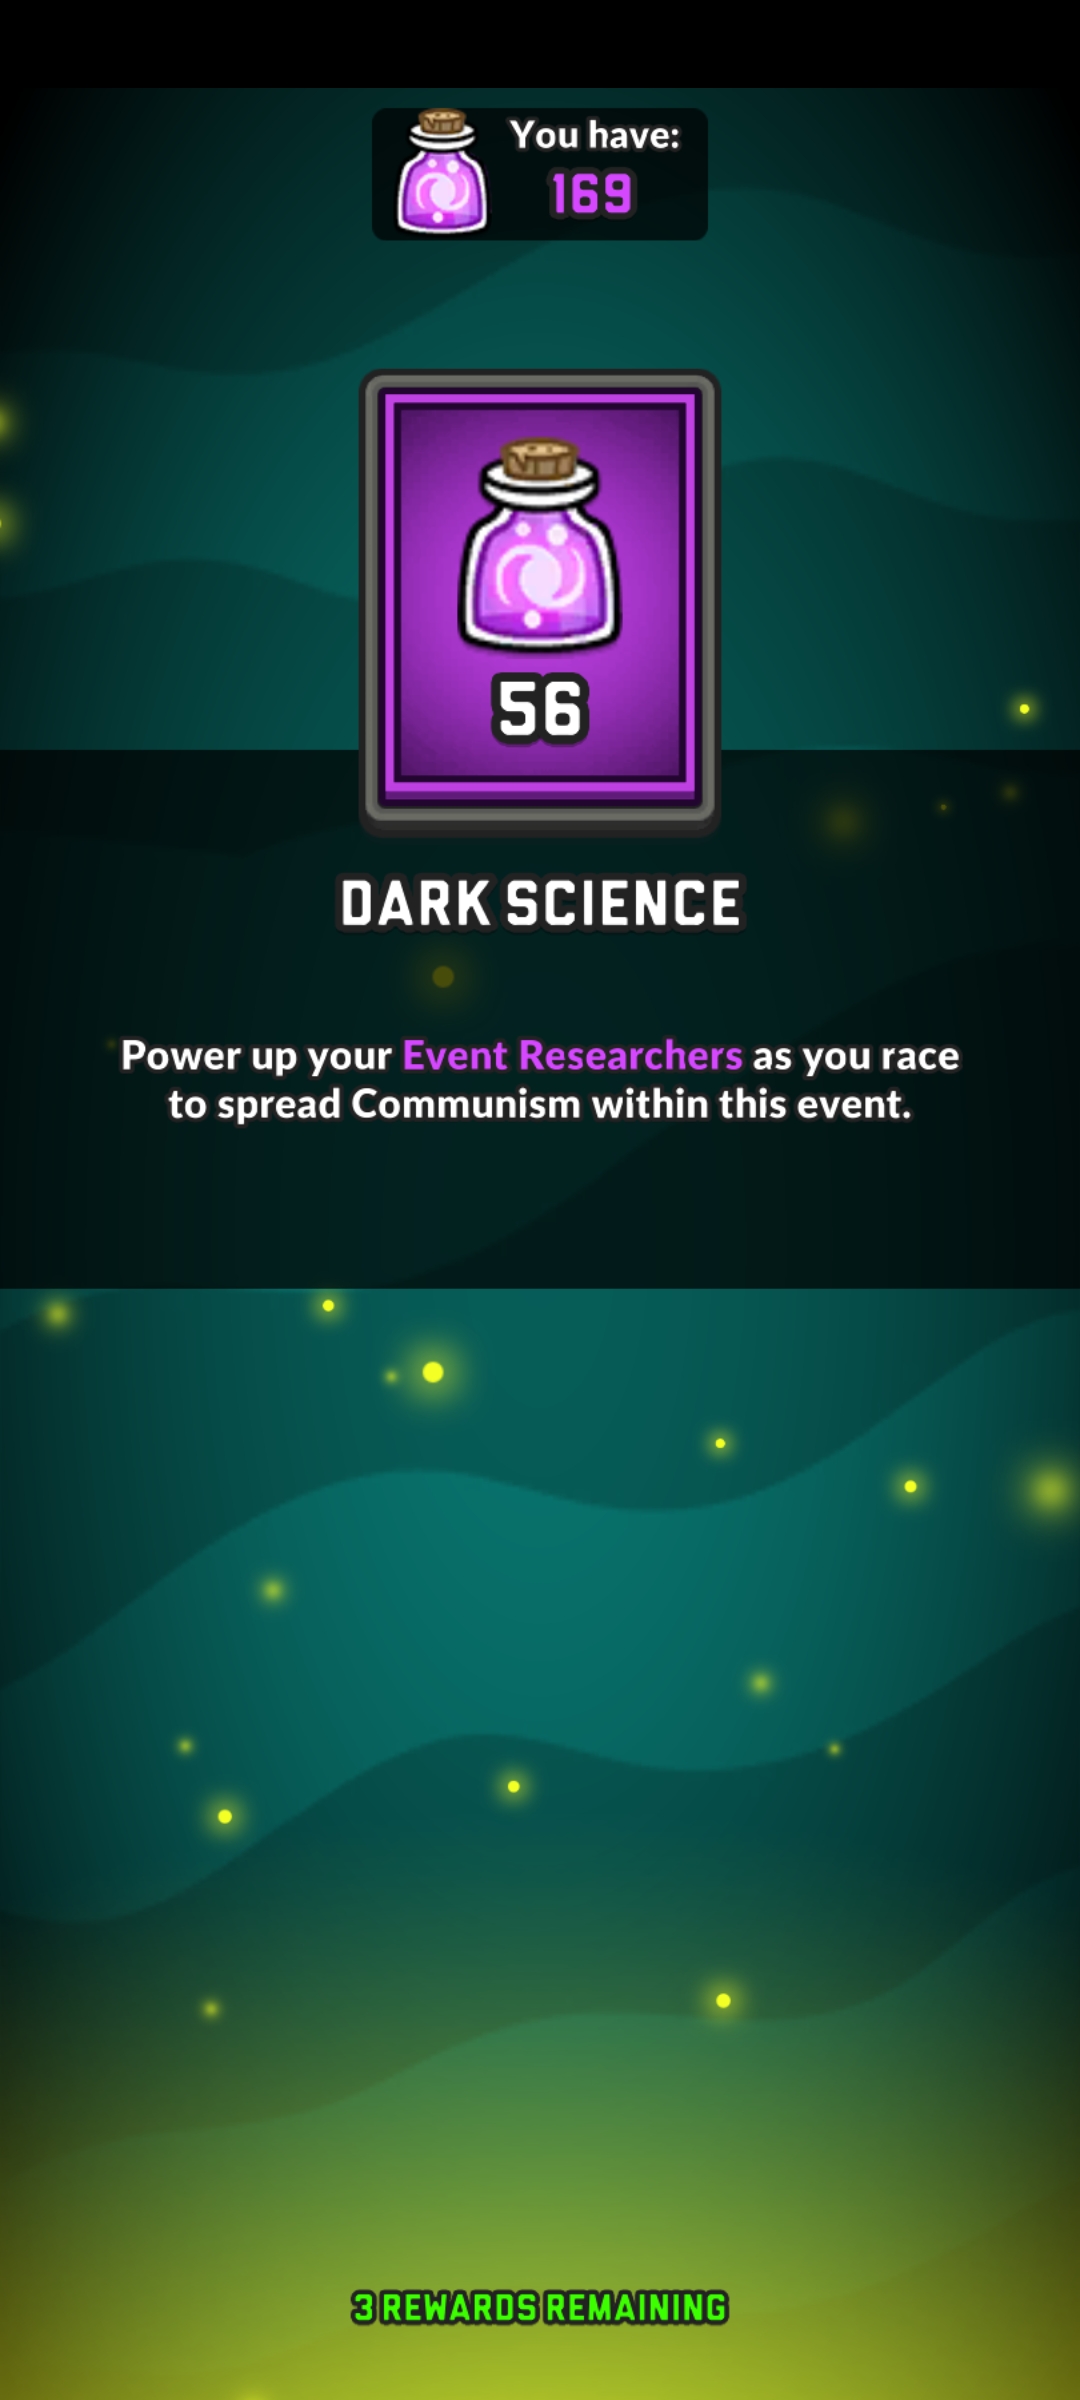 You have:
169
56
DARK SCIENCE
Power up your Event Researchers as you race
to spread Communism within this event.
3 REWARDS REMAINING